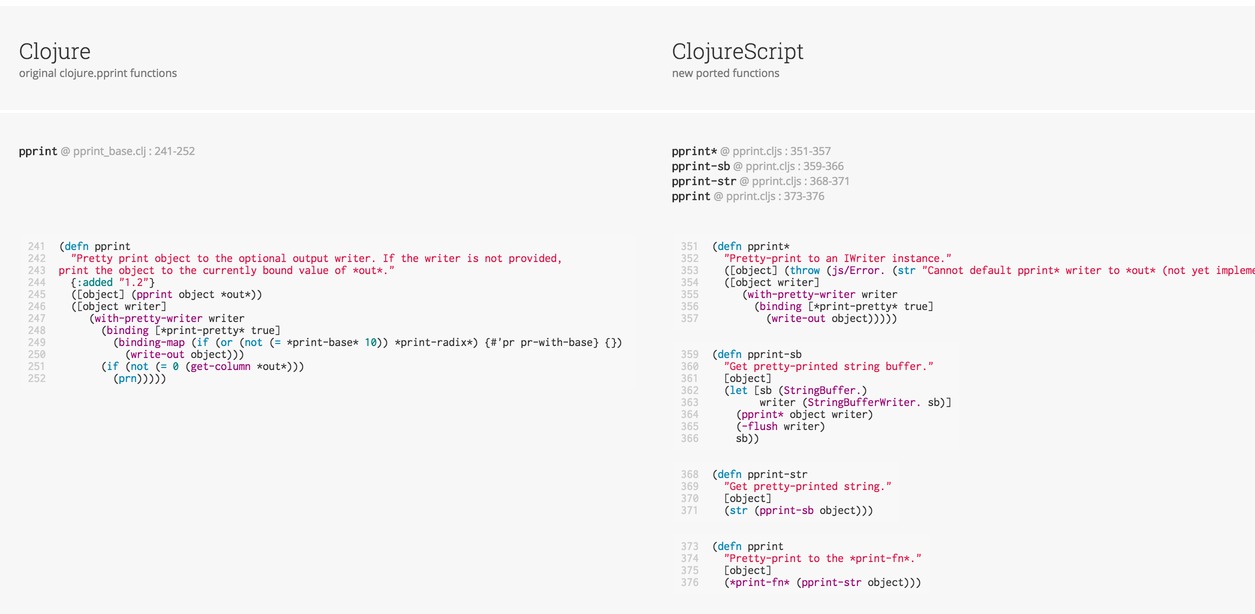 Clojure
original clojure.pprint functions
pprint @ pprint_base.clj : 241-252
241 (defn pprint
242 "Pretty print object to the optional output writer. If the writer is not provided,
243 print the object to the currently bound value of *out*."
244 {:added "1.2"}
245 ([object] (pprint object *out*))
246 ([object writer]
247 (with-pretty-writer writer
248 (binding [*print-pretty* true]
249 (binding-map (if (or (not (= *print-base* 10)) *print-radix*) {#'pr pr-with-base} {})
250 (write-out object)))
251 (if (not (= 0 (get-column *out*)))
252 (prn)))))
ClojureScript
new ported functions
pprint* @ pprint.cljs : 351-357
pprint-sb @ pprint.cljs : 359-366
pprint-str @ pprint.cljs : 368-371
pprint @ pprint.cljs : 373-376
351 (defn pprint*
352 "Pretty-print to an IWriter instance."
353 ([object] (throw (js/Error. (str "Cannot default pprint* writer to *out* (not yet impleme
354 ([object writer]
355 (with-pretty-writer writer
356 (binding [*print-pretty* true]
357 (write-out object)))))
359 (defn pprint-sb
360 "Get pretty-printed string buffer."
361 [object]
362 (let [sb (StringBuffer.)
363 writer (StringBufferWriter. sb)]
364 (pprint* object writer)
365 (-flush writer)
366 sb))
368 (defn pprint-str
369 "Get pretty-printed string."
370 [object]
371 (str (pprint-sb object)))
373 (defn pprint
374 "Pretty-print to the *print-fn*."
375 [object]
376 (*print-fn* (pprint-str object)))